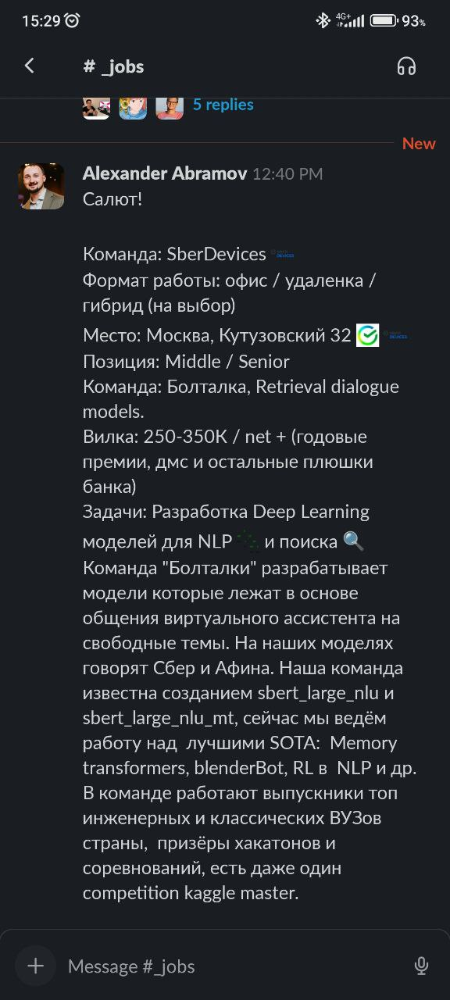 15:29
4G+
93%
# _jobs
5 replies
New
Alexander Abramov 12:40 PM
Салют!
Команда: SberDevices
Формат работы: офис / удаленка /
гибрид (на выбор)
Место: Москва, Кутузовский 32
Позиция: Middle / Senior
Команда: Болталка, Retrieval dialogue
models.
Вилка: 250-350К / net + (годовые
премии, дмс и остальные плюшки
банка)
Задачи: Разработка Deep Learning
моделей для NLP и поиска
Команда "Болталки" разрабатывает
модели которые лежат в основе
общения виртуального ассистента на
свободные темы. На наших моделях
говорят Сбер и Афина. Наша команда
известна созданием sbert_large_nlu и
sbert_large_nlu_mt, сейчас мы ведём
работу над  лучшими SOTA:  Memory
transformers, blenderBot, RL в  NLP и др.
В команде работают выпускники топ
инженерных и классических ВУЗов
страны,  призёры хакатонов и
соревнований, есть даже один
competition kaggle master.
Message #_jobs